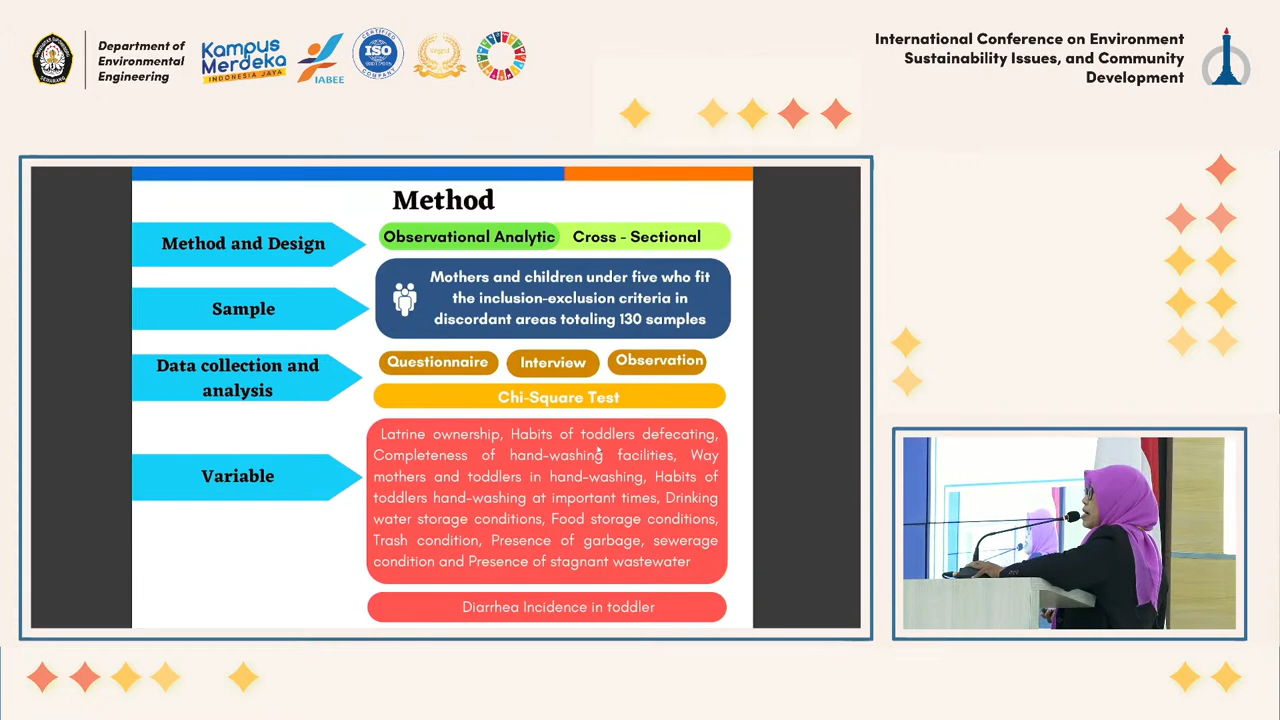 Department of
Environmental
Engineering
Kampus
Merdeka
INDONESIA JAYA
IABEE
CERTIFIED
ISO
COMPANY
International Conference on Environment
Sustainability Issues, and Community
Development
Method
Method and Design
Observational Analytic Cross - Sectional
Sample
Mothers and children under five who fit
the inclusion-exclusion criteria in
discordant areas totaling 130 samples
Data collection and
analysis
Questionnaire Interview Observation
Chi-Square Test
Variable
Latrine ownership, Habits of toddlers defecating,
Completeness of hand-washing facilities, Way
mothers and toddlers in hand-washing, Habits of
toddlers hand-washing at important times, Drinking
water storage conditions, Food storage conditions,
Trash condition, Presence of garbage, sewerage
condition and Presence of stagnant wastewater
Diarrhea Incidence in toddler